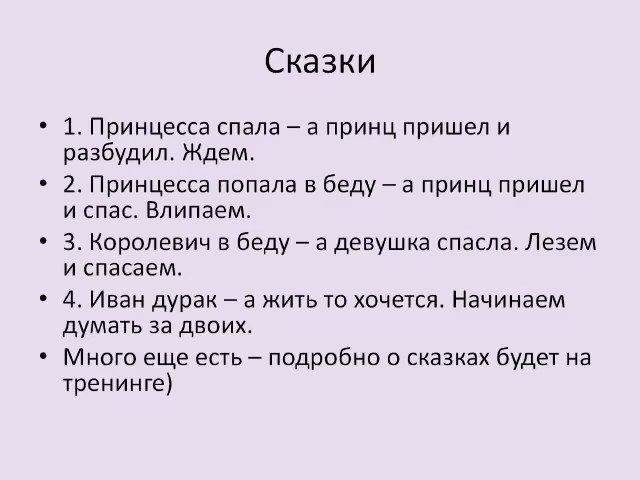 Сказки
• 1. Принцесса спала – а принц пришел и
разбудил. Ждем.
• 2. Принцесса попала в беду – а принц пришел
и спас. Влипаем.
• 3. Королевич в беду – а девушка спасла. Лезем
и спасаем.
• 4. Иван дурак – а жить то хочется. Начинаем
думать за двоих.
• Много еще есть – подробно о сказках будет на
тренинге)